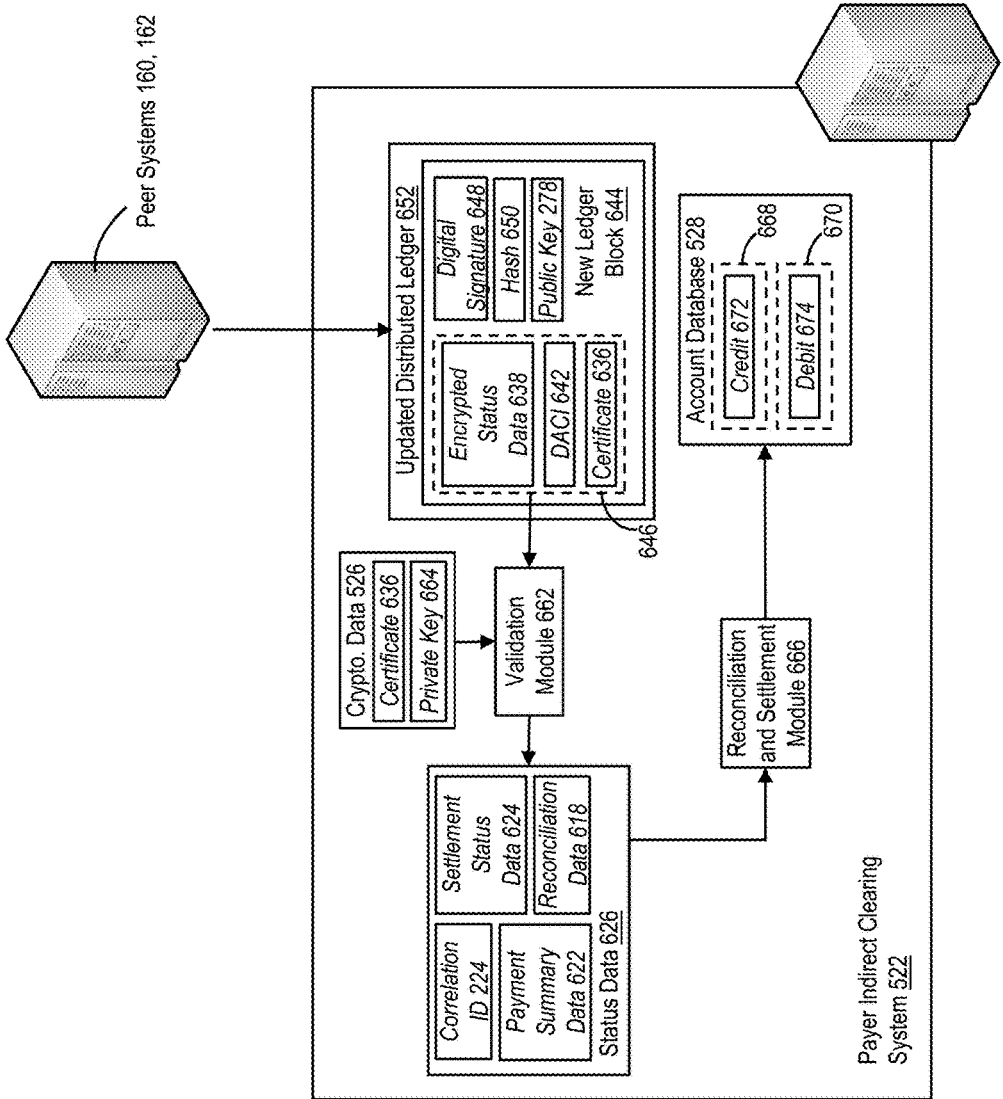 Peer Systems 160, 162
Updated Distributed Ledger 652
Encrypted
Status
Data 638
DACI 642
Certificate 636
Digital
Signature 648
Hash 650
Public Key 278
New Ledger
Block 644
646
Crypto. Data 526
Certificate 636
Private Key 664
Validation
Module 662
Correlation
ID 224
Settlement
Status
Data 624
Payment
Summary
Data 622
Reconciliation
Data 618
Status Data 626
Reconciliation
and Settlement
Module 666
Account Database 528
Credit 672
668
Debit 674
670
Payer Indirect Clearing
System 522